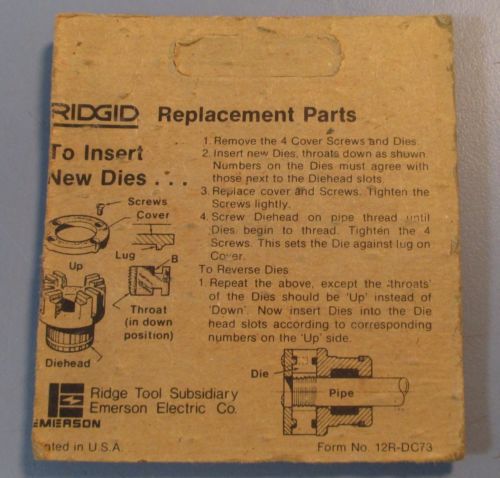 RIDGID Replacement Parts
To Insert
New Dies . . .
1. Remove the 4 Cover Screws and Dies.
2. Insert new Dies, throats down as shown.
Numbers on the Dies must agree with
those next to the Diehead slots
3. Replace cover and Screws. Tighten the
Screws lightly.
4. Screw Diehead on pipe thread until
Dies begin to thread. Tighten the 4
Screws. This sets the Die against lug on
Cover.
To Reverse Dies
1. Repeat the above, except the 'throats'
of the Dies should be 'Up' instead of
'Down'. Now insert Dies into the Die
head slots according to corresponding
numbers on the 'Up' side.
Screws
Cover
Lug
B
Up
Throat
(in down
position)
Diehead
Die
Pipe
Ridge Tool Subsidiary
Emerson Electric Co.
EMERSON
nted in U.S.A.
Form No. 12R-DC73